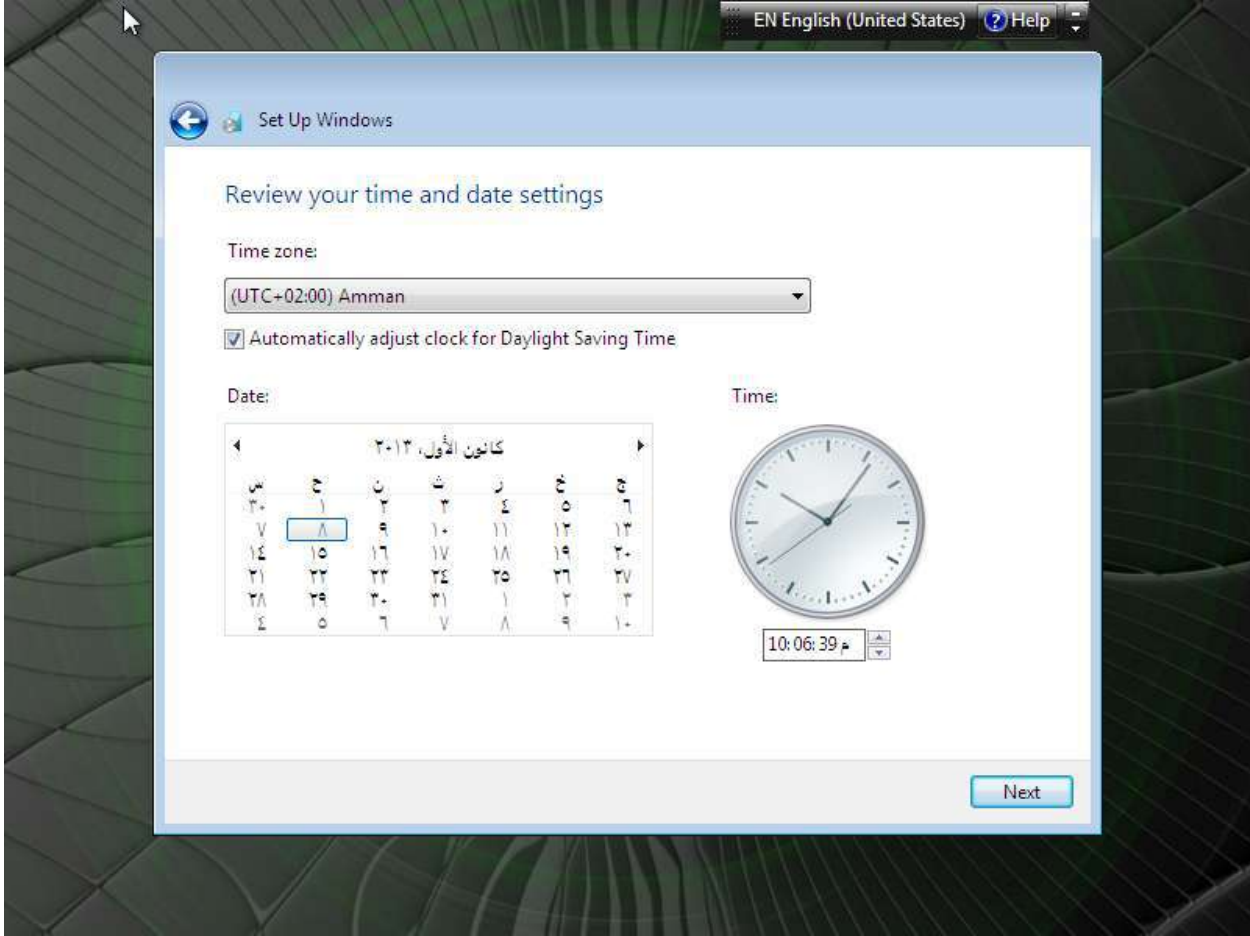 EN English (United States) ? Help
Set Up Windows
Review your time and date settings
Time zone:
(UTC+02:00) Amman
Automatically adjust clock for Daylight Saving Time
Date:
Time:
كانون الأول، ٢٠١٣
س ح ن ث ر خ ج
٣٠ ١ ٢ ٣ ٤ ٥ ٦
٧ ٨ ٩ ١٠ ١١ ١٢ ١٣
١٤ ١٥ ١٦ ١٧ ١٨ ١٩ ٢٠
٢١ ٢٢ ٢٣ ٢٤ ٢٥ ٢٦ ٢٧
٢٨ ٢٩ ٣٠ ٣١ ١ ٢ ٣
٤ ٥ ٦ ٧ ٨ ٩ ١٠
10:06:39 م
Next